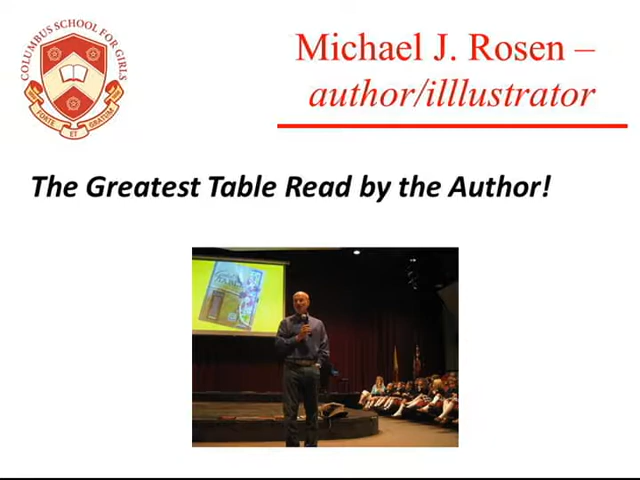 COLUMBUS SCHOOL FOR GIRLS
FORTE ET GRATUM
Michael J. Rosen –
author/illlustrator
The Greatest Table Read by the Author!